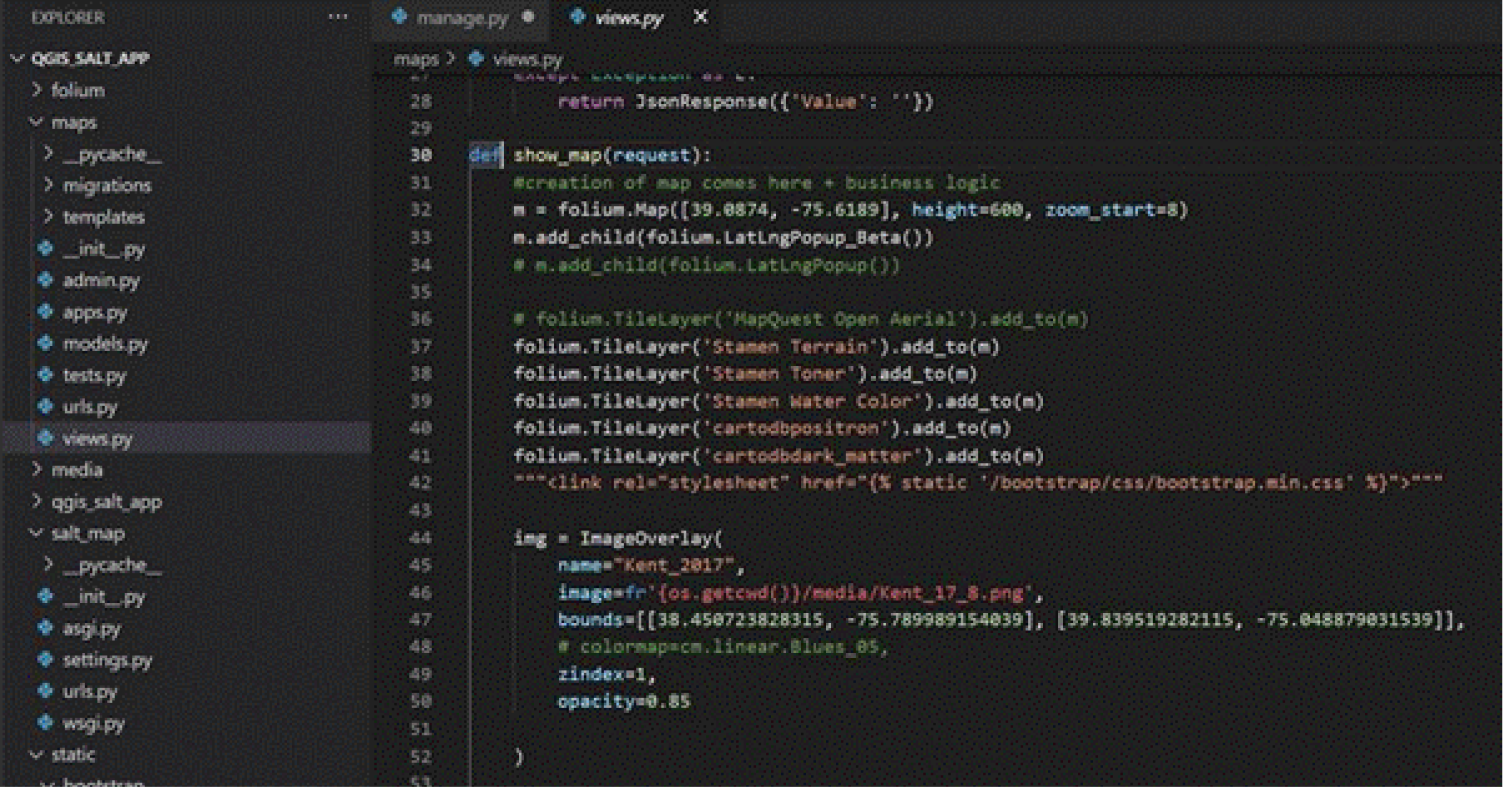 EXPLORER ...
QGIS_SALT_APP
folium
maps
__pycache__
migrations
templates
__init__.py
admin.py
apps.py
models.py
tests.py
urls.py
views.py
media
qgis_salt_app
salt_map
__pycache__
__init__.py
asgi.py
settings.py
urls.py
wsgi.py
static
bootstrap
manage.py views.py
maps > views.py
27 except Exception as e:
28 return JsonResponse({'Value': ''})
29
30 def show_map(request):
31 #creation of map comes here + business logic
32 m = folium.Map([39.0874, -75.6189], height=600, zoom_start=8)
33 m.add_child(folium.LatLngPopup_Beta())
34 # m.add_child(folium.LatLngPopup())
35
36 # folium.TileLayer('MapQuest Open Aerial').add_to(m)
37 folium.TileLayer('Stamen Terrain').add_to(m)
38 folium.TileLayer('Stamen Toner').add_to(m)
39 folium.TileLayer('Stamen Water Color').add_to(m)
40 folium.TileLayer('cartodbpositron').add_to(m)
41 folium.TileLayer('cartodbdark_matter').add_to(m)
42 """<link rel="stylesheet" href="{% static '/bootstrap/css/bootstrap.min.css' %}">"""
43
44 img = ImageOverlay(
45 name="Kent_2017",
46 image=fr'{os.getcwd()}/media/Kent_17_8.png',
47 bounds=[[38.450723828315, -75.789989154039], [39.839519282115, -75.048879031539]],
48 # colormap=cm.linear.Blues_05,
49 zindex=1,
50 opacity=0.85
51
52 )
53